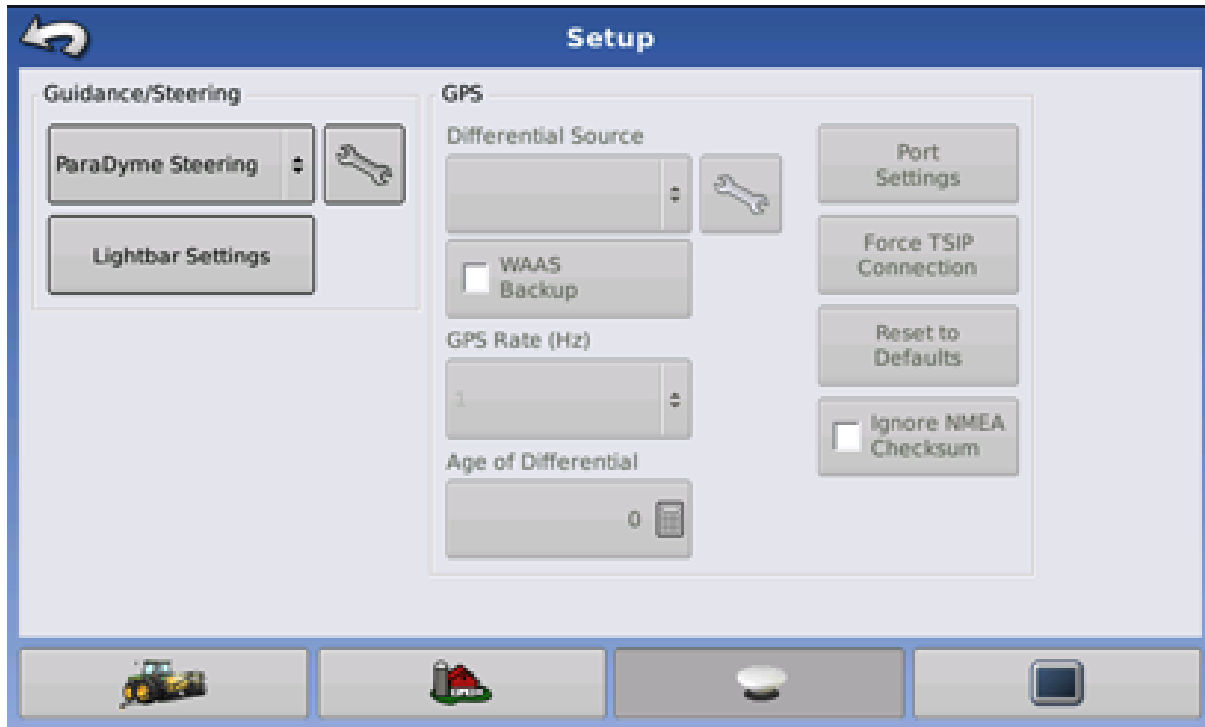 Setup
Guidance/Steering
ParaDyme Steering
Lightbar Settings
GPS
Differential Source
WAAS
Backup
GPS Rate (Hz)
1
Age of Differential
0
Port
Settings
Force TSIP
Connection
Reset to
Defaults
Ignore NMEA
Checksum